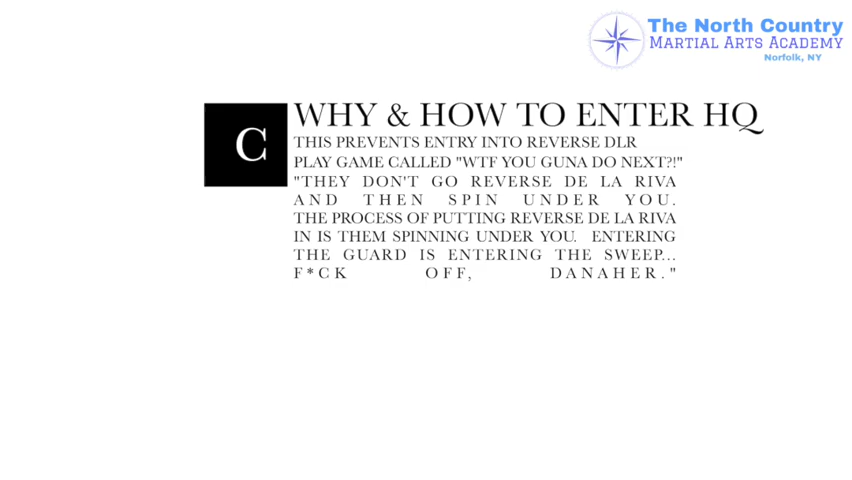 The North Country
Martial Arts Academy
Norfolk, NY
C
WHY & HOW TO ENTER HQ
THIS PREVENTS ENTRY INTO REVERSE DLR
PLAY GAME CALLED "WTF YOU GUNA DO NEXT?!"
"THEY DON'T GO REVERSE DE LA RIVA
AND THEN SPIN UNDER YOU.
THE PROCESS OF PUTTING REVERSE DE LA RIVA
IN IS THEM SPINNING UNDER YOU. ENTERING
THE GUARD IS ENTERING THE SWEEP...
F*CK OFF, DANAHER."